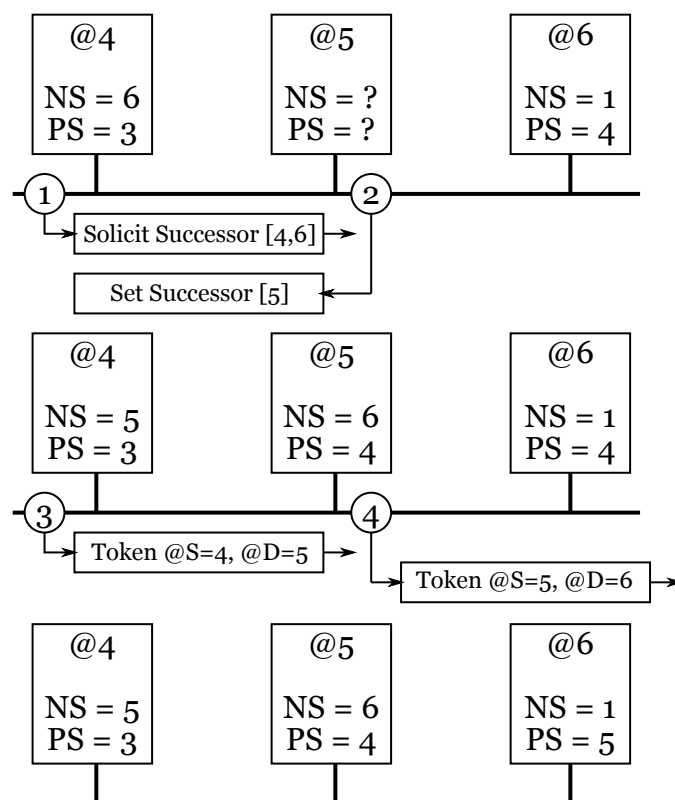 @4 @5 @6
NS = 6 NS = ? NS = 1
PS = 3 PS = ? PS = 4
1 2
Solicit Successor [4,6]
Set Successor [5]
@4 @5 @6
NS = 5 NS = 6 NS = 1
PS = 3 PS = 4 PS = 4
3 4
Token @S=4, @D=5
Token @S=5, @D=6
@4 @5 @6
NS = 5 NS = 6 NS = 1
PS = 3 PS = 4 PS = 5